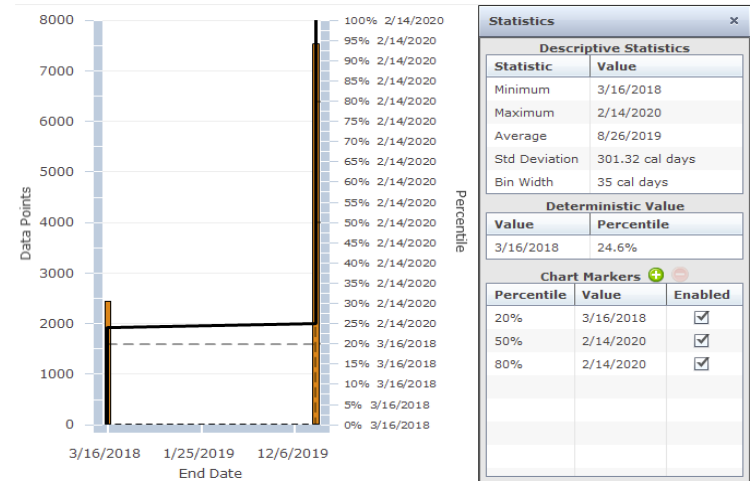 8000
7000
6000
5000
4000
3000
2000
1000
0
Data Points
3/16/2018 1/25/2019 12/6/2019
End Date
100% 2/14/2020
95% 2/14/2020
90% 2/14/2020
85% 2/14/2020
80% 2/14/2020
75% 2/14/2020
70% 2/14/2020
65% 2/14/2020
60% 2/14/2020
55% 2/14/2020
50% 2/14/2020
45% 2/14/2020
40% 2/14/2020
35% 2/14/2020
30% 2/14/2020
25% 2/14/2020
20% 3/16/2018
15% 3/16/2018
10% 3/16/2018
5% 3/16/2018
0% 3/16/2018
Percentile
Statistics ×
Descriptive Statistics
Statistic Value
Minimum 3/16/2018
Maximum 2/14/2020
Average 8/26/2019
Std Deviation 301.32 cal days
Bin Width 35 cal days
Deterministic Value
Value Percentile
3/16/2018 24.6%
Chart Markers
Percentile Value Enabled
20% 3/16/2018
50% 2/14/2020
80% 2/14/2020